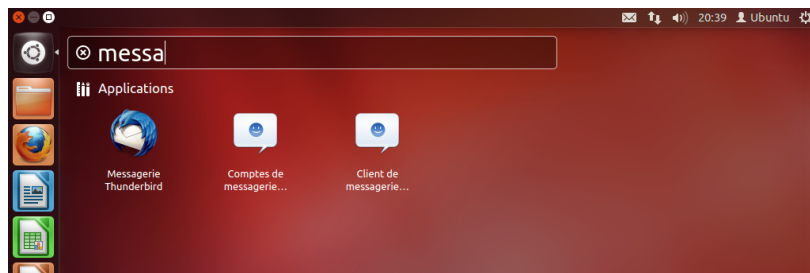 20:39 Ubuntu
messa
Applications
Messagerie
Thunderbird
Comptes de
messagerie...
Client de
messagerie...